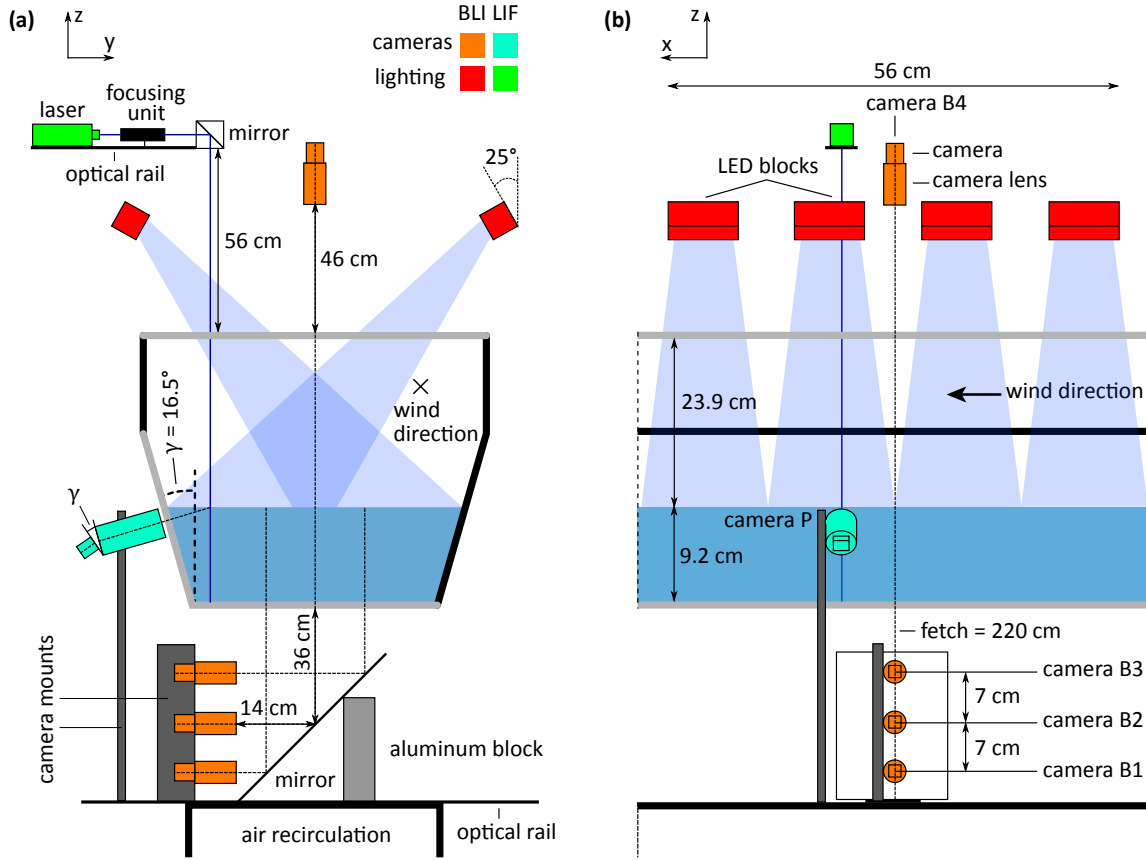 (a)
z
y
BLI LIF
cameras
lighting
laser
focusing
unit
mirror
optical rail
25°
56 cm
46 cm
γ = 16.5°
wind
direction
γ
36 cm
14 cm
camera mounts
mirror
aluminum block
air recirculation
optical rail
(b)
z
x
56 cm
camera B4
camera
camera lens
LED blocks
23.9 cm
wind direction
camera P
9.2 cm
fetch = 220 cm
camera B3
7 cm
camera B2
7 cm
camera B1